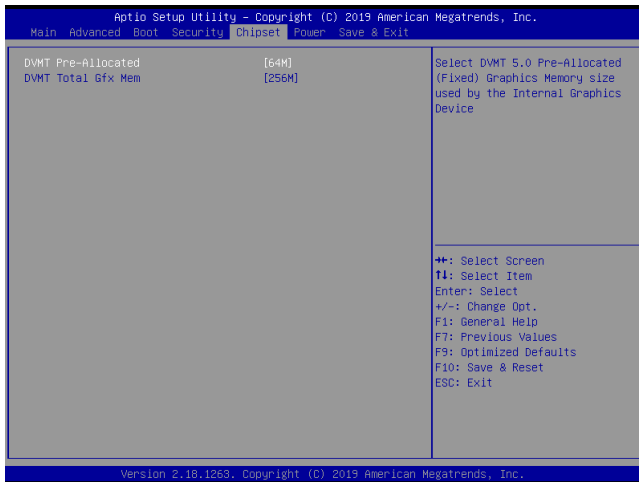 Aptio Setup Utility – Copyright (C) 2019 American Megatrends, Inc.
Main Advanced Boot Security Chipset Power Save & Exit
DVMT Pre-Allocated [64M]
DVMT Total Gfx Mem [256M]
Select DVMT 5.0 Pre-Allocated
(Fixed) Graphics Memory size
used by the Internal Graphics
Device
→←: Select Screen
↑↓: Select Item
Enter: Select
+/-: Change Opt.
F1: General Help
F7: Previous Values
F9: Optimized Defaults
F10: Save & Reset
ESC: Exit
Version 2.18.1263. Copyright (C) 2019 American Megatrends, Inc.